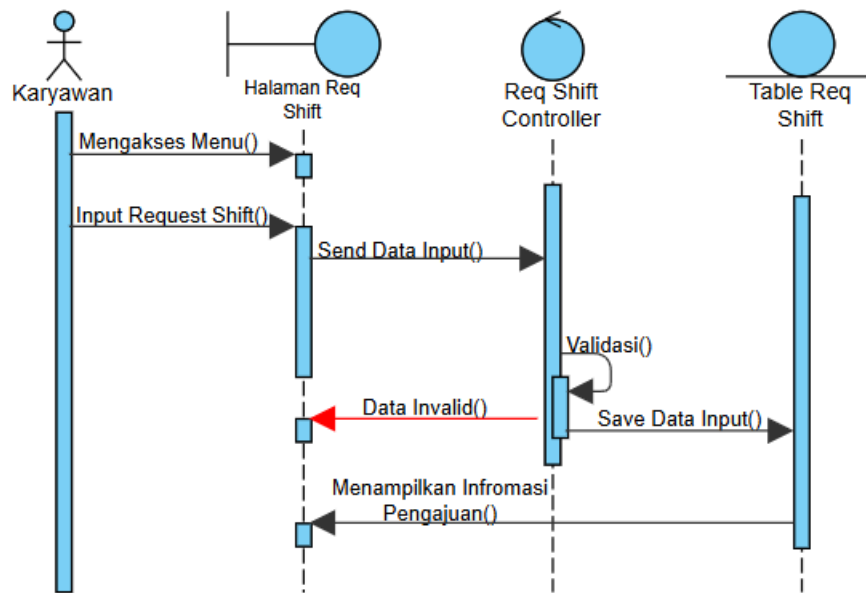 Karyawan
Halaman Req
Shift
Req Shift
Controller
Table Req
Shift
Mengakses Menu()
Input Request Shift()
Send Data Input()
Validasi()
Data Invalid()
Save Data Input()
Menampilkan Infromasi
Pengajuan()